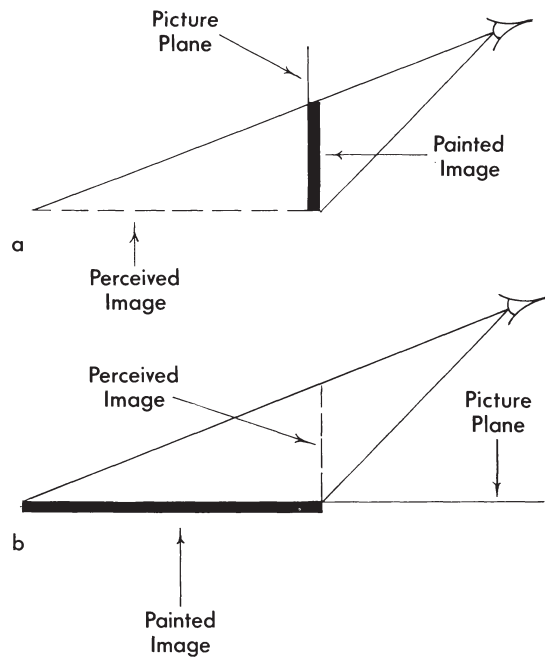 Picture
Plane
Painted
Image
a
Perceived
Image
Perceived
Image
Picture
Plane
b
Painted
Image